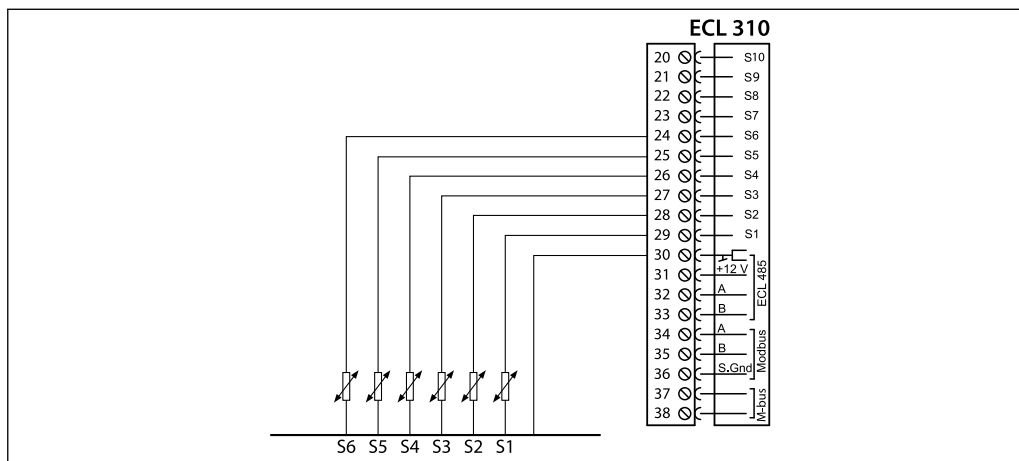 ECL 310
20 S10
21 S9
22 S8
23 S7
24 S6
25 S5
26 S4
27 S3
28 S2
29 S1
30
31 +12 V
32 A
33 B
ECL 485
34 A
35 B
36 S.Gnd
Modbus
37
38
M-bus
S6 S5 S4 S3 S2 S1